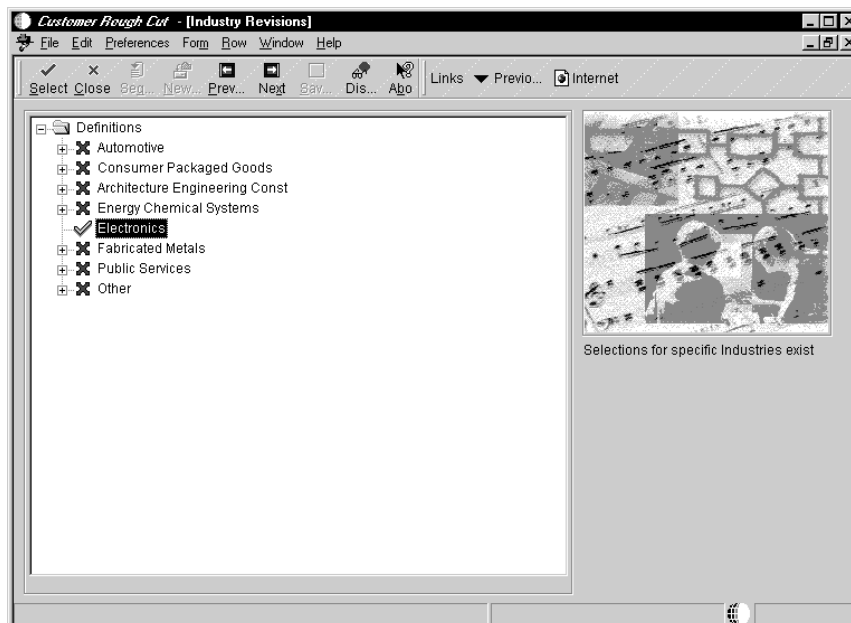 Customer Rough Cut - [Industry Revisions]
File Edit Preferences Form Row Window Help
Select Close Seq... New... Prev... Next Sav... Dis... Abo Links Previo... Internet
Definitions
Automotive
Consumer Packaged Goods
Architecture Engineering Const
Energy Chemical Systems
Electronics
Fabricated Metals
Public Services
Other
Selections for specific Industries exist